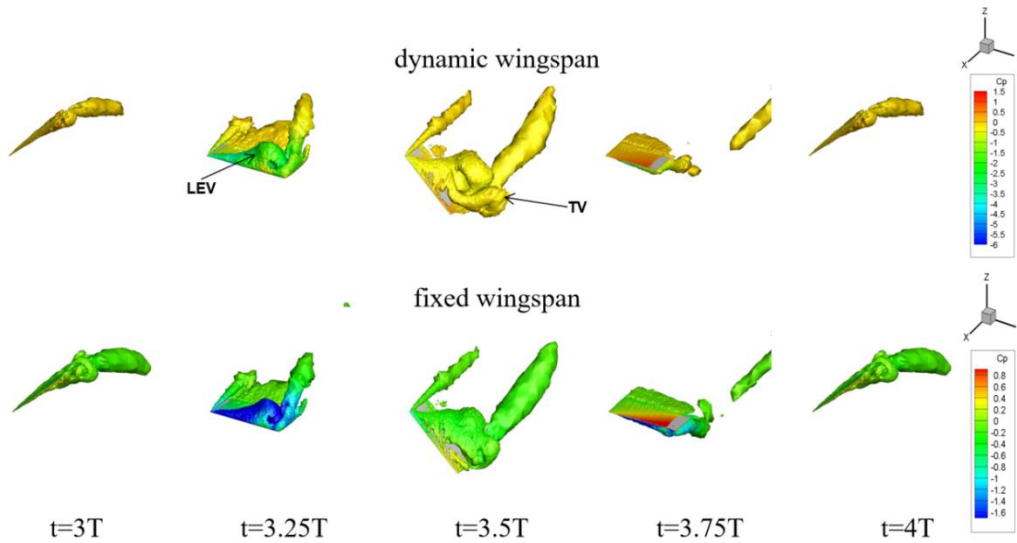 Z
X
dynamic wingspan
Cp
1.5
1
0.5
0
-0.5
-1
-1.5
-2
-2.5
-3
-3.5
-4
-4.5
-5
-5.5
-6
LEV
TV
fixed wingspan
Z
X
Cp
0.8
0.6
0.4
0.2
0
-0.2
-0.4
-0.6
-0.8
-1
-1.2
-1.4
-1.6
t=3T t=3.25T t=3.5T t=3.75T t=4T